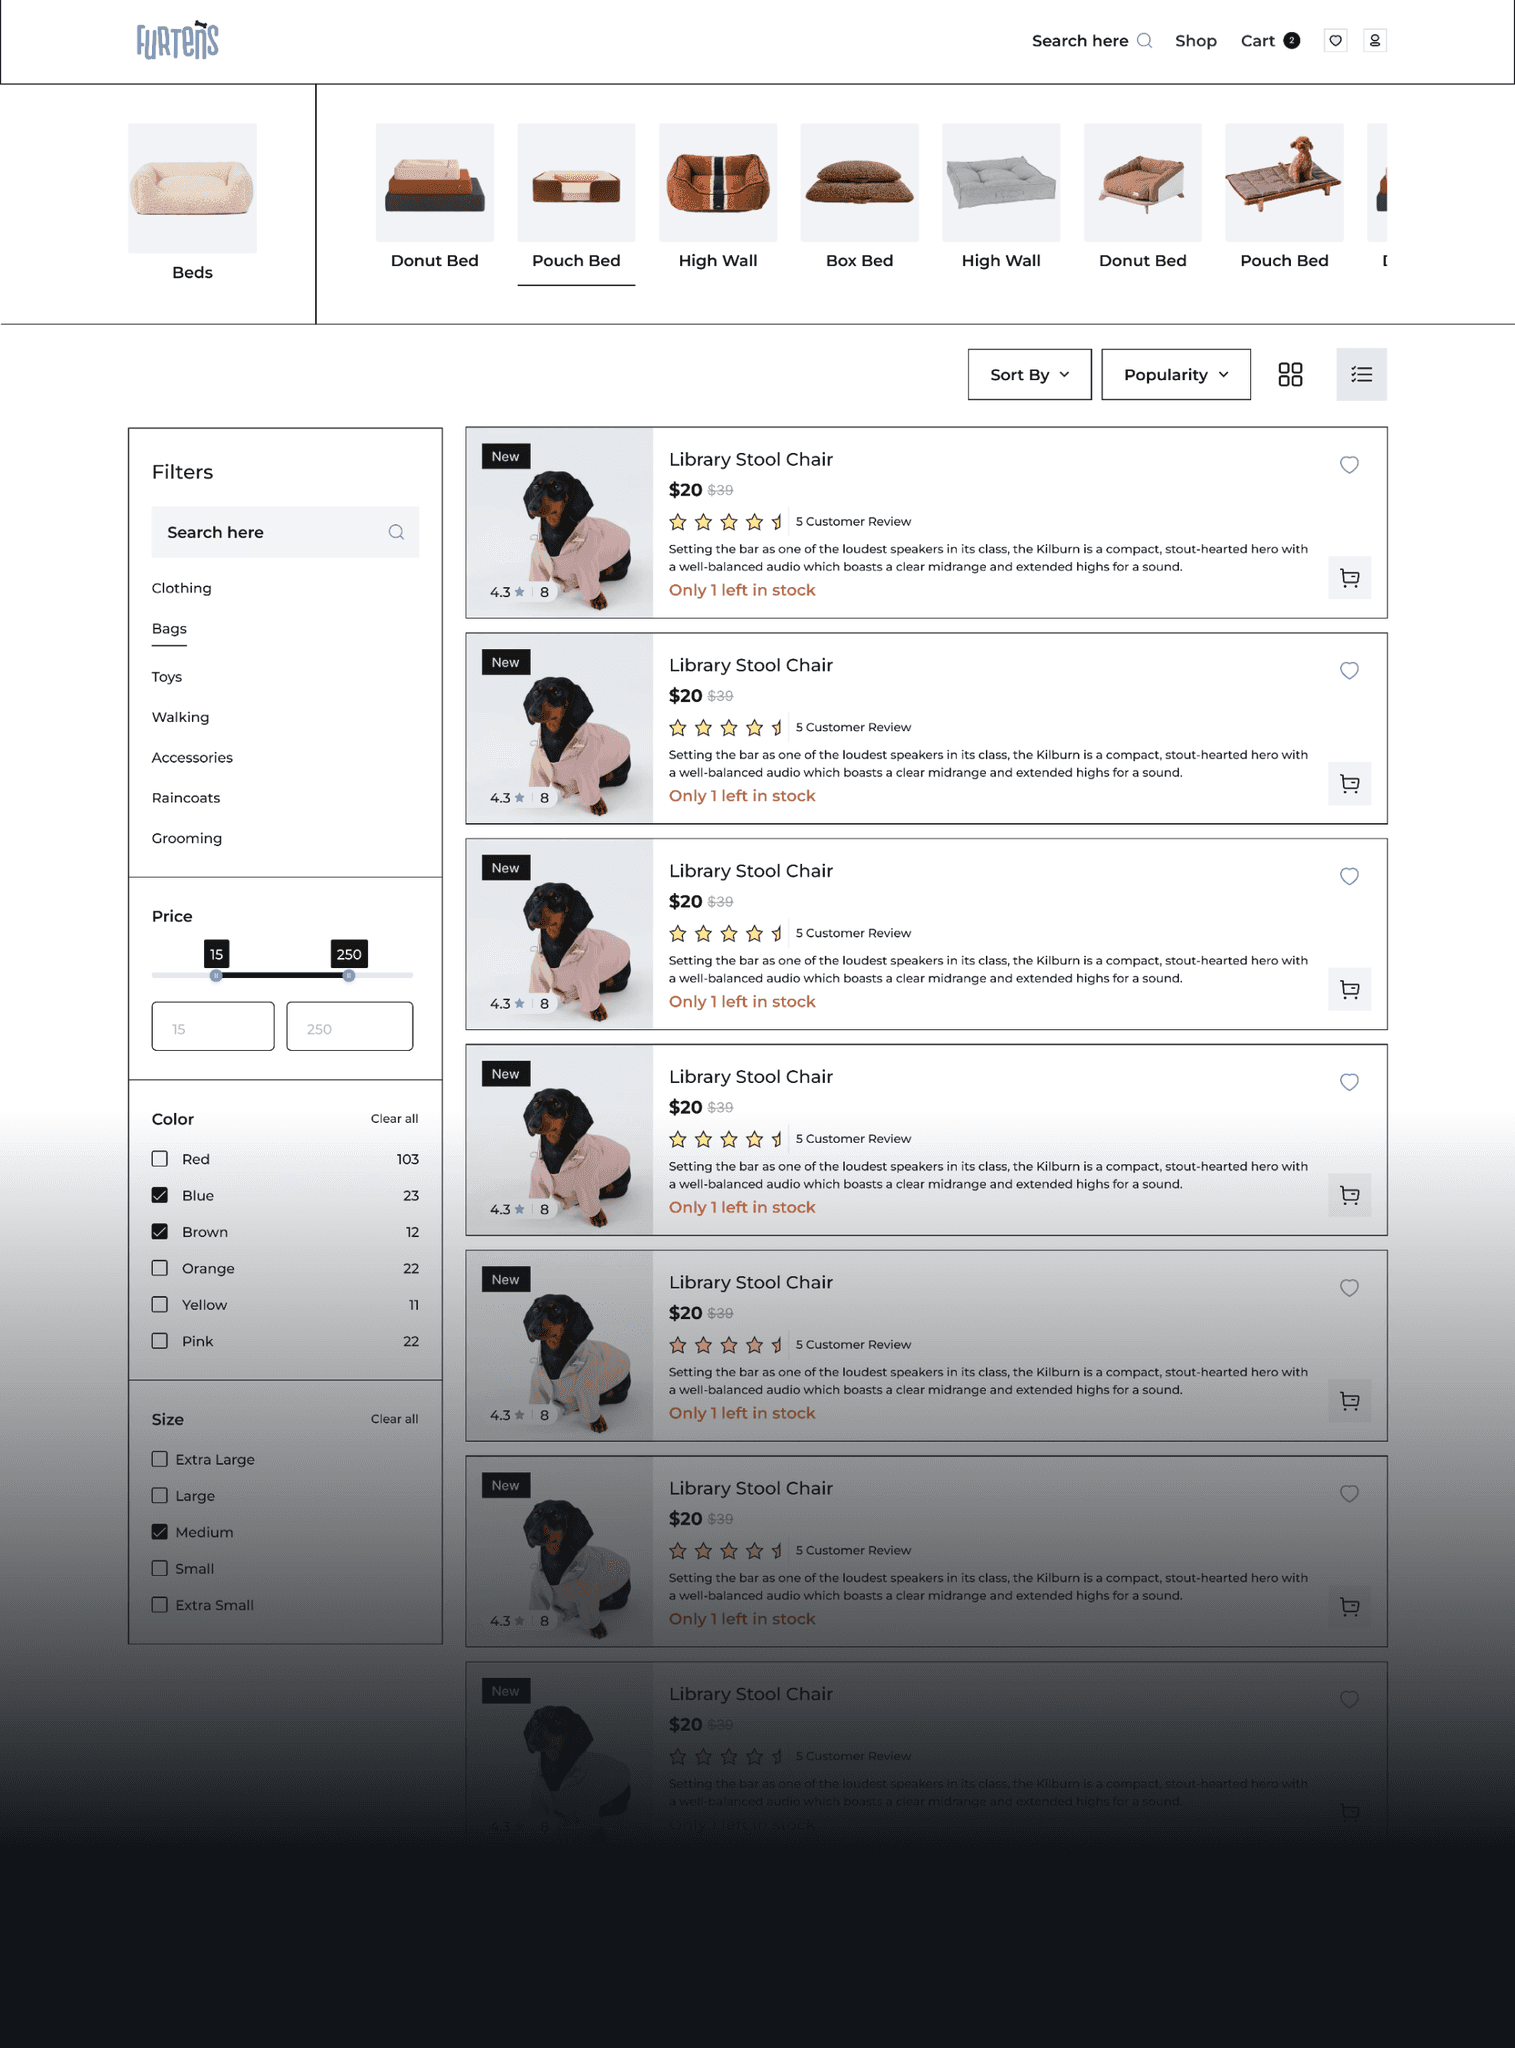 FURTENS
Search here
Shop
Cart 2
Beds
Donut Bed
Pouch Bed
High Wall
Box Bed
High Wall
Donut Bed
Pouch Bed
Sort By
Popularity
Filters
Search here
Clothing
Bags
Toys
Walking
Accessories
Raincoats
Grooming
Price
15
250
15
250
Color
Clear all
Red 103
Blue 23
Brown 12
Orange 22
Yellow 11
Pink 22
Size
Clear all
Extra Large
Large
Medium
Small
Extra Small
New
4.3 8
Library Stool Chair
$20 $39
5 Customer Review
Setting the bar as one of the loudest speakers in its class, the Kilburn is a compact, stout-hearted hero with
a well-balanced audio which boasts a clear midrange and extended highs for a sound.
Only 1 left in stock
New
4.3 8
Library Stool Chair
$20 $39
5 Customer Review
Setting the bar as one of the loudest speakers in its class, the Kilburn is a compact, stout-hearted hero with
a well-balanced audio which boasts a clear midrange and extended highs for a sound.
Only 1 left in stock
New
4.3 8
Library Stool Chair
$20 $39
5 Customer Review
Setting the bar as one of the loudest speakers in its class, the Kilburn is a compact, stout-hearted hero with
a well-balanced audio which boasts a clear midrange and extended highs for a sound.
Only 1 left in stock
New
4.3 8
Library Stool Chair
$20 $39
5 Customer Review
Setting the bar as one of the loudest speakers in its class, the Kilburn is a compact, stout-hearted hero with
a well-balanced audio which boasts a clear midrange and extended highs for a sound.
Only 1 left in stock
New
4.3 8
Library Stool Chair
$20 $39
5 Customer Review
Setting the bar as one of the loudest speakers in its class, the Kilburn is a compact, stout-hearted hero with
a well-balanced audio which boasts a clear midrange and extended highs for a sound.
Only 1 left in stock
New
4.3 8
Library Stool Chair
$20 $39
5 Customer Review
Setting the bar as one of the loudest speakers in its class, the Kilburn is a compact, stout-hearted hero with
a well-balanced audio which boasts a clear midrange and extended highs for a sound.
Only 1 left in stock
New
4.3 8
Library Stool Chair
$20 $39
5 Customer Review
Setting the bar as one of the loudest speakers in its class, the Kilburn is a compact, stout-hearted hero with
a well-balanced audio which boasts a clear midrange and extended highs for a sound.
Only 1 left in stock